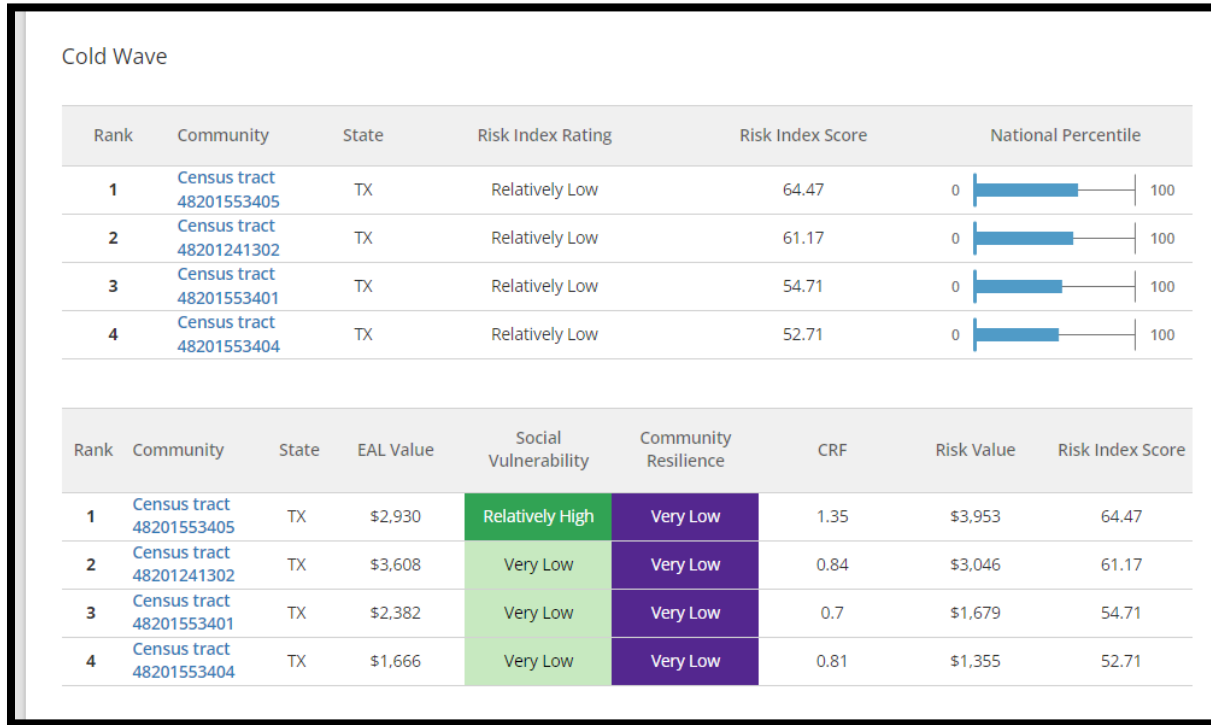 Cold Wave
Rank Community State Risk Index Rating Risk Index Score National Percentile
1 Census tract 48201553405 TX Relatively Low 64.47 0 100
2 Census tract 48201241302 TX Relatively Low 61.17 0 100
3 Census tract 48201553401 TX Relatively Low 54.71 0 100
4 Census tract 48201553404 TX Relatively Low 52.71 0 100
Rank Community State EAL Value Social Vulnerability Community Resilience CRF Risk Value Risk Index Score
1 Census tract 48201553405 TX $2,930 Relatively High Very Low 1.35 $3,953 64.47
2 Census tract 48201241302 TX $3,608 Very Low Very Low 0.84 $3,046 61.17
3 Census tract 48201553401 TX $2,382 Very Low Very Low 0.7 $1,679 54.71
4 Census tract 48201553404 TX $1,666 Very Low Very Low 0.81 $1,355 52.71